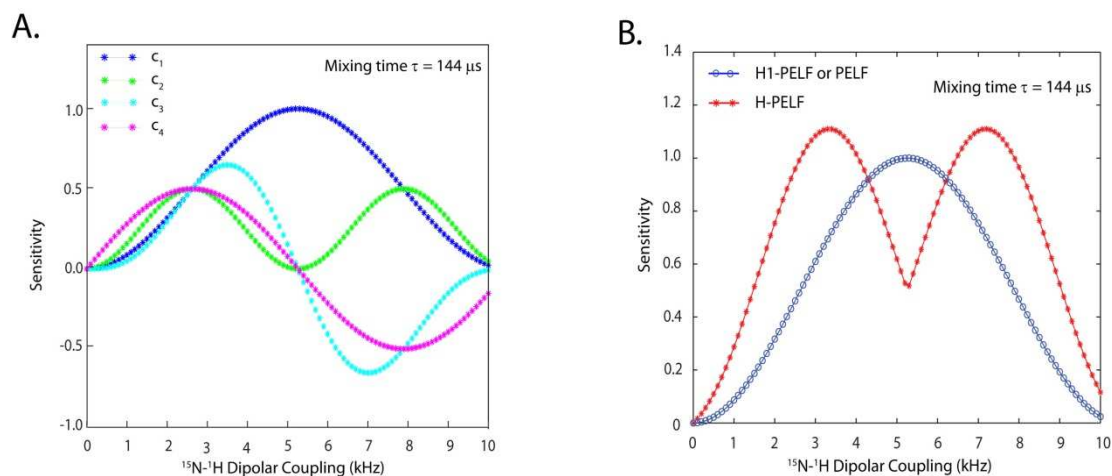 A.
c₁
c₂
c₃
c₄
Mixing time τ = 144 μs
1.0
0.5
0.0
-0.5
-1.0
Sensitivity
0 1 2 3 4 5 6 7 8 9 10
¹⁵N-¹H Dipolar Coupling (kHz)
B.
H1-PELF or PELF
H-PELF
Mixing time τ = 144 μs
1.4
1.2
1.0
0.8
0.6
0.4
0.2
0
Sensitivity
0 1 2 3 4 5 6 7 8 9 10
¹⁵N-¹H Dipolar Coupling (kHz)